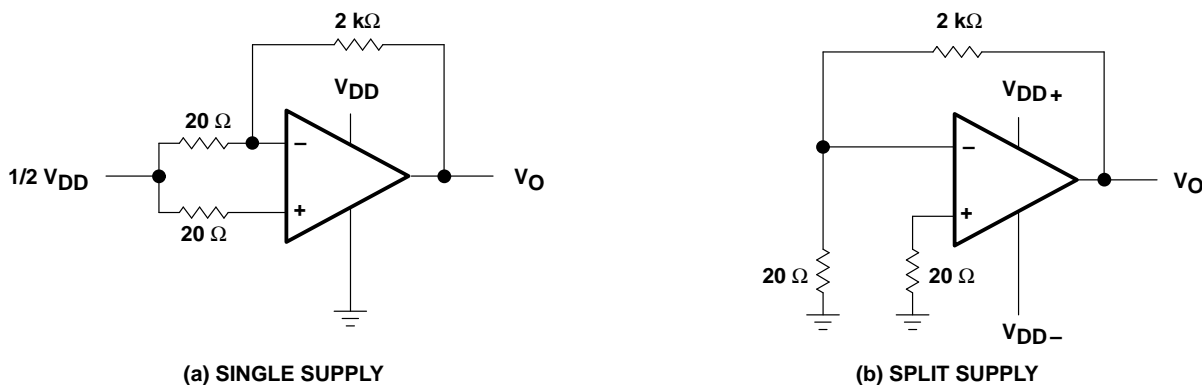 2 kΩ
VDD
20 Ω
−
1/2 VDD
VO
+
20 Ω
(a) SINGLE SUPPLY
2 kΩ
VDD+
−
VO
+
20 Ω
20 Ω
VDD−
(b) SPLIT SUPPLY